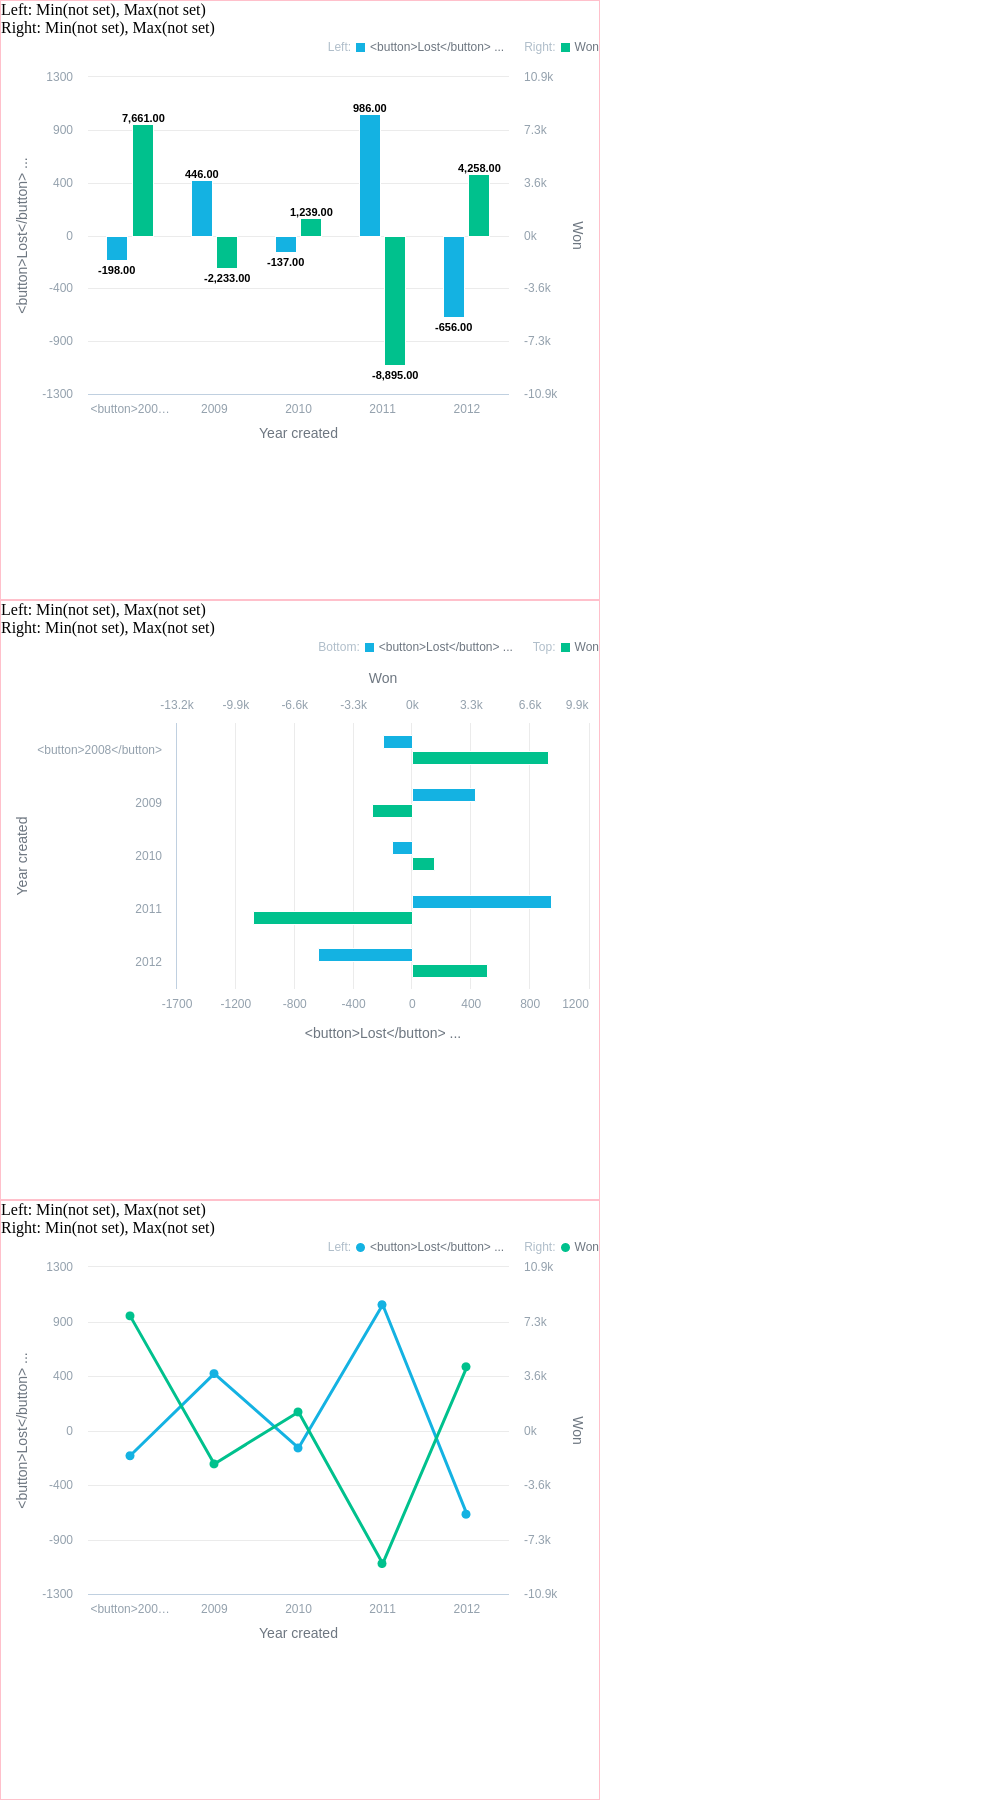 Left: Min(not set), Max(not set)
Right: Min(not set), Max(not set)
Left: <button>Lost</button> ... Right: Won
1300 10.9k
986.00
7,661.00
900 7.3k
4,258.00
446.00
400 3.6k
1,239.00
0 0k
<button>Lost</button> ...
Won
-137.00
-198.00
-2,233.00
-400 -3.6k
-656.00
-900 -7.3k
-8,895.00
-1300 -10.9k
<button>200… 2009 2010 2011 2012
Year created
Left: Min(not set), Max(not set)
Right: Min(not set), Max(not set)
Bottom: <button>Lost</button> ... Top: Won
Won
-13.2k -9.9k -6.6k -3.3k 0k 3.3k 6.6k 9.9k
<button>2008</button>
2009
2010
2011
2012
Year created
-1700 -1200 -800 -400 0 400 800 1200
<button>Lost</button> ...
Left: Min(not set), Max(not set)
Right: Min(not set), Max(not set)
Left: <button>Lost</button> ... Right: Won
1300 10.9k
900 7.3k
400 3.6k
0 0k
<button>Lost</button> ...
Won
-400 -3.6k
-900 -7.3k
-1300 -10.9k
<button>200… 2009 2010 2011 2012
Year created